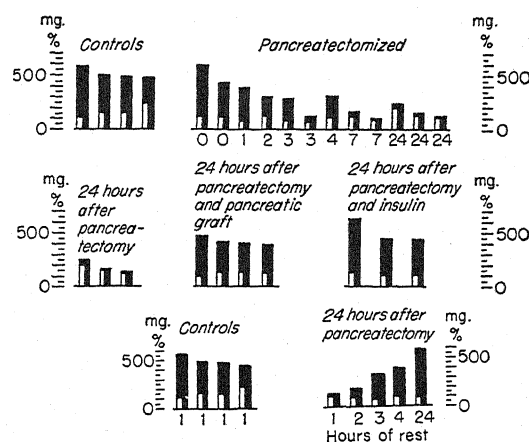 mg.
%
500
0
Controls
Pancreatectomized
0 0 1 2 3 3 4 7 7 24 24 24
mg.
%
500
0
mg.
%
500
0
24 hours
after
pancrea-
tectomy
24 hours after
pancreatectomy
and pancreatic
graft
24 hours after
pancreatectomy
and insulin
mg.
%
500
0
mg.
%
500
0
Controls
1 1 1 1
24 hours after
pancreatectomy
1 2 3 4 24
Hours of rest
mg.
%
500
0